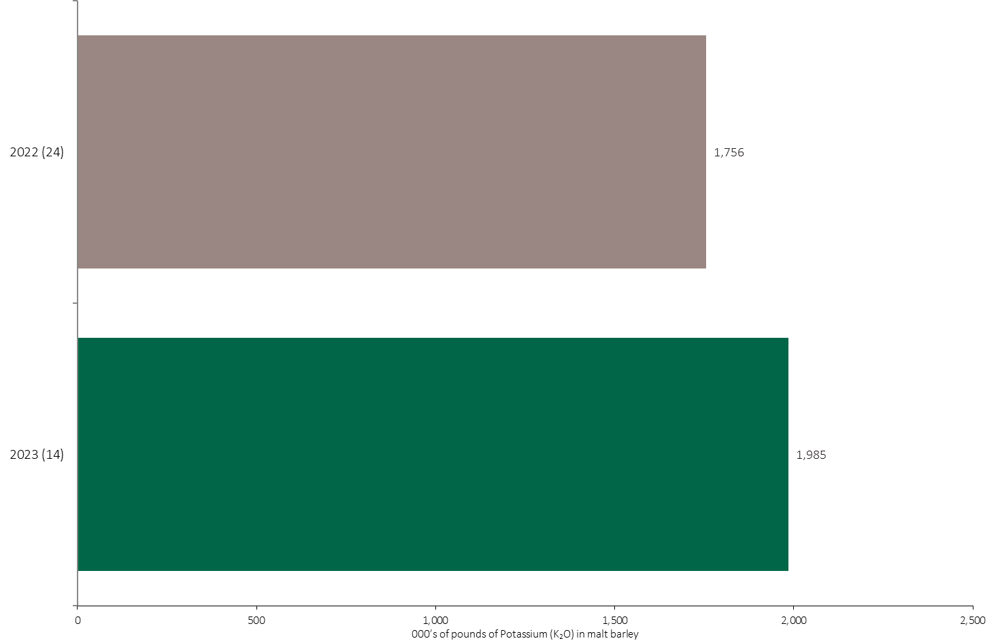 2022 (24)
1,756
2023 (14)
1,985
0 500 1,000 1,500 2,000 2,500
000's of pounds of Potassium (K₂O) in malt barley